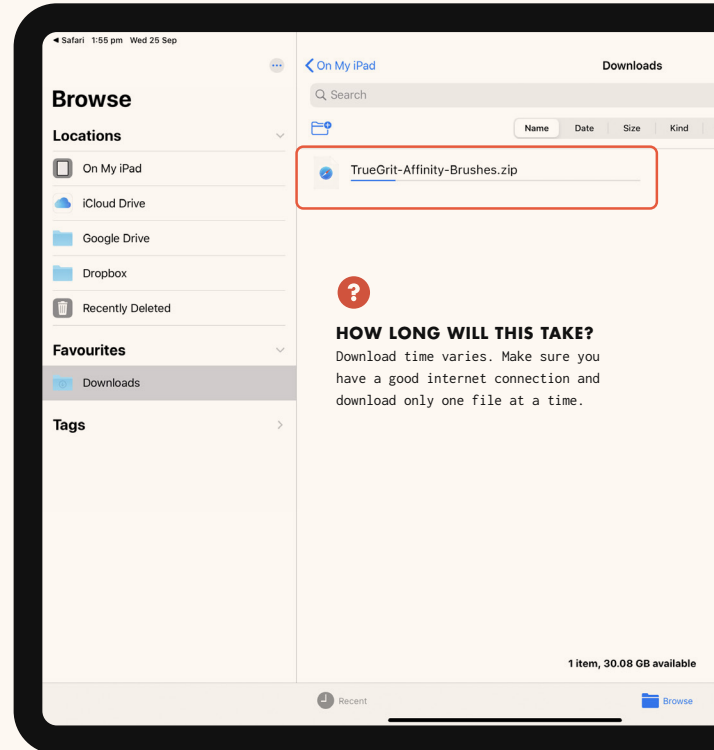 ◀ Safari 1:55 pm Wed 25 Sep
Browse
Locations
On My iPad
iCloud Drive
Google Drive
Dropbox
Recently Deleted
Favourites
Downloads
Tags
On My iPad
Downloads
Search
Name Date Size Kind
TrueGrit-Affinity-Brushes.zip
?
HOW LONG WILL THIS TAKE?
Download time varies. Make sure you
have a good internet connection and
download only one file at a time.
1 item, 30.08 GB available
Recent
Browse